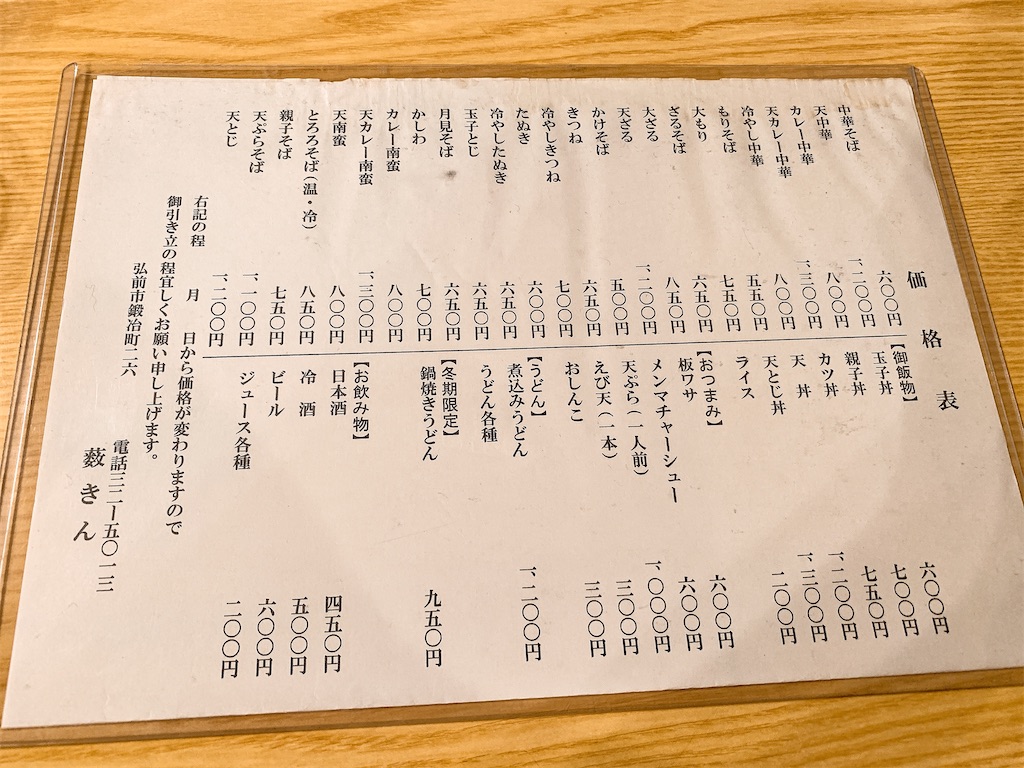 価格表
中華そば 六〇〇円
天中華 一、二〇〇円
カレー中華 八〇〇円
天カレー中華 一、三〇〇円
冷やし中華 八〇〇円
もりそば 五五〇円
大もり 七五〇円
ざるそば 六五〇円
大ざる 八五〇円
天ざる 一、二〇〇円
かけそば 五〇〇円
きつね 六五〇円
冷やしきつね 七〇〇円
たぬき 六〇〇円
冷やしたぬき 六五〇円
玉子とじ 六五〇円
月見そば 六五〇円
かしわ 七〇〇円
カレー南蛮 八〇〇円
天カレー南蛮 一、三〇〇円
天南蛮 八〇〇円
とろろそば(温・冷) 八五〇円
親子そば 七五〇円
天ぷらそば 一、一〇〇円
天とじ 一、二〇〇円
【御飯物】
玉子丼 六〇〇円
親子丼 七〇〇円
カツ丼 七五〇円
天 丼 一、二〇〇円
天とじ丼 一、三〇〇円
ライス 二〇〇円
【おつまみ】
板ワサ 六〇〇円
メンマチャーシュー 六〇〇円
天ぷら(一人前) 一、〇〇〇円
えび天(一本) 三〇〇円
おしんこ 三〇〇円
【うどん】
煮込みうどん 一、二〇〇円
うどん各種
【冬期限定】
鍋焼きうどん 九五〇円
【お飲み物】
日本酒 四五〇円
冷 酒 五〇〇円
ビール 六〇〇円
ジュース各種 二〇〇円
右記の程 月 日から価格が変わりますので
御引き立の程宜しくお願い申し上げます。
弘前市鍛冶町二六
電話三二ー五〇一三
薮きん